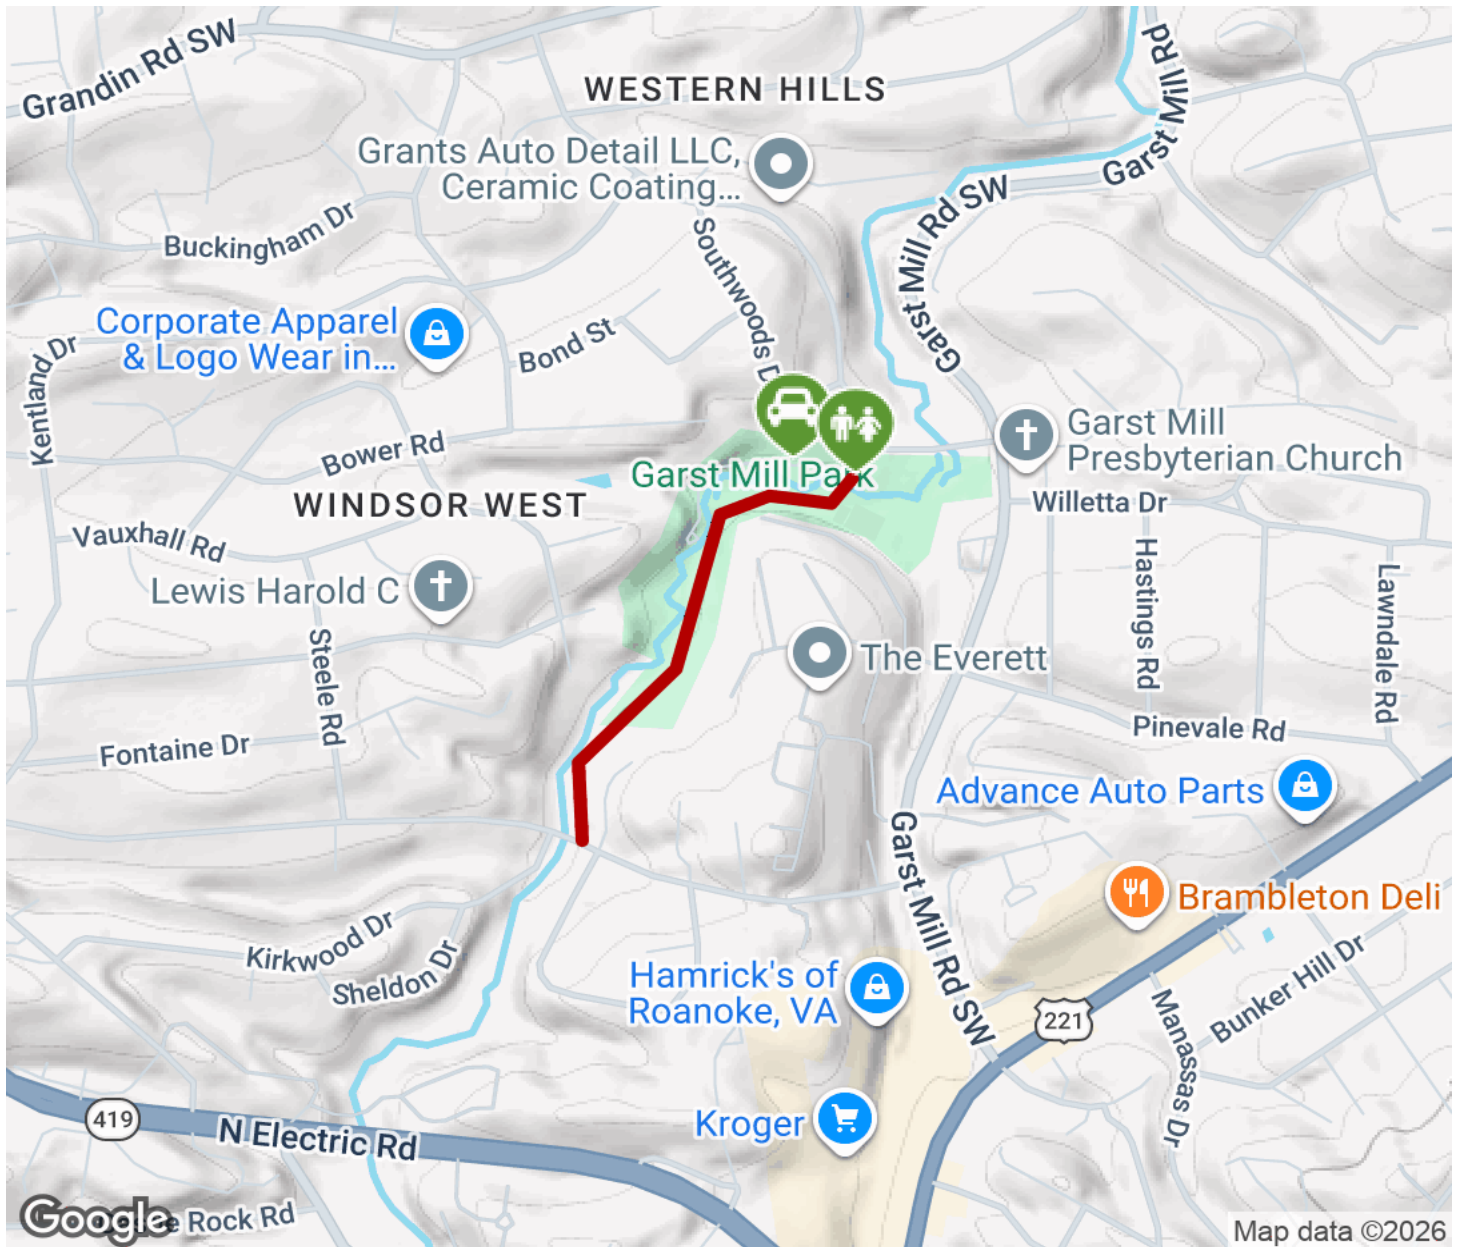 Grandin Rd SW
WESTERN HILLS
Garst Mill Rd
Grants Auto Detail LLC,
Ceramic Coating...
Garst Mill Rd SW
Buckingham Dr
Southwoods D
Corporate Apparel
& Logo Wear in...
Bond St
Kentland Dr
Bower Rd
Garst Mill
Presbyterian Church
Garst Mill Park
WINDSOR WEST
Willetta Dr
Vauxhall Rd
Lewis Harold C
Hastings Rd
Lawndale Rd
Steele Rd
The Everett
Fontaine Dr
Pinevale Rd
Advance Auto Parts
Garst Mill Rd SW
Brambleton Deli
Kirkwood Dr
Sheldon Dr
Hamrick's of
Roanoke, VA
221
Manassas Dr
Bunker Hill Dr
419
N Electric Rd
Kroger
Google
Rock Rd
Map data ©2026